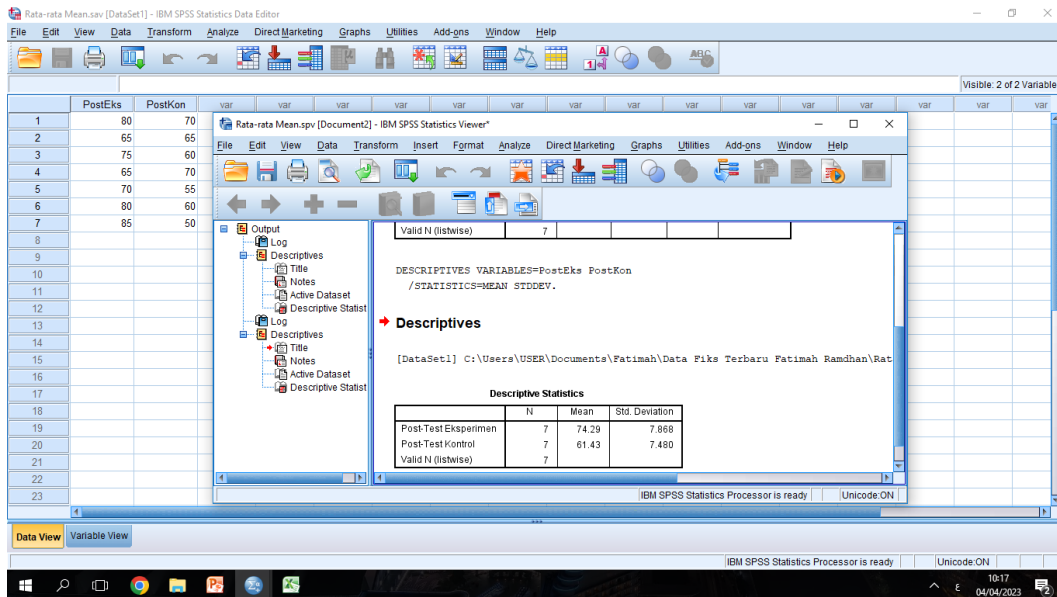 Rata-rata Mean.sav [DataSet1] - IBM SPSS Statistics Data Editor
File Edit View Data Transform Analyze Direct Marketing Graphs Utilities Add-ons Window Help
Visible: 2 of 2 Variable
PostEks PostKon var var var var var var var var var var var var var var
1 80 70
2 65 65
3 75 60
4 65 70
5 70 55
6 80 60
7 85 50
8
9
10
11
12
13
14
15
16
17
18
19
20
21
22
23
Rata-rata Mean.spv [Document2] - IBM SPSS Statistics Viewer*
File Edit View Data Transform Insert Format Analyze Direct Marketing Graphs Utilities Add-ons Window Help
Output
Log
Descriptives
Title
Notes
Active Dataset
Descriptive Statist
Log
Descriptives
Title
Notes
Active Dataset
Descriptive Statist
Valid N (listwise) 7
DESCRIPTIVES VARIABLES=PostEks PostKon
/STATISTICS=MEAN STDDEV.
Descriptives
[DataSet1] C:\Users\USER\Documents\Fatimah\Data Fiks Terbaru Fatimah Ramdhan\Rat
Descriptive Statistics
N Mean Std. Deviation
Post-Test Eksperimen 7 74.29 7.868
Post-Test Kontrol 7 61.43 7.480
Valid N (listwise) 7
IBM SPSS Statistics Processor is ready Unicode:ON
Data View Variable View
IBM SPSS Statistics Processor is ready Unicode:ON
10:17
04/04/2023